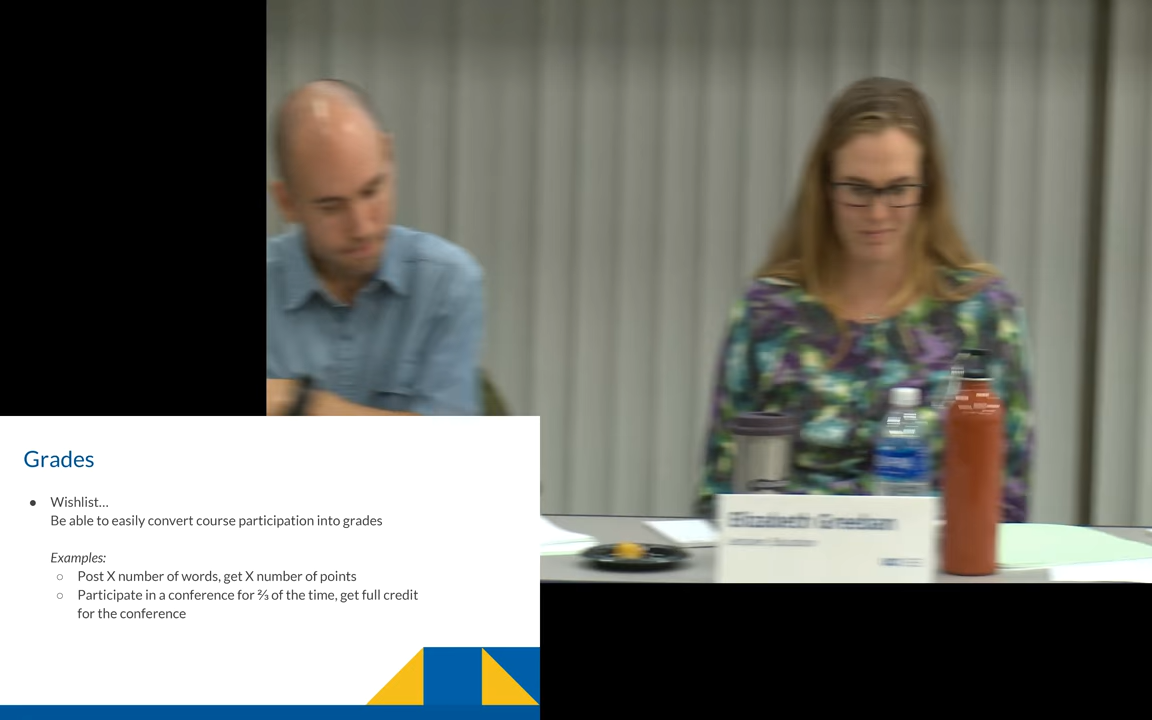 Grades
● Wishlist...
Be able to easily convert course participation into grades
Examples:
○ Post X number of words, get X number of points
○ Participate in a conference for ⅔ of the time, get full credit
for the conference
Elizabeth